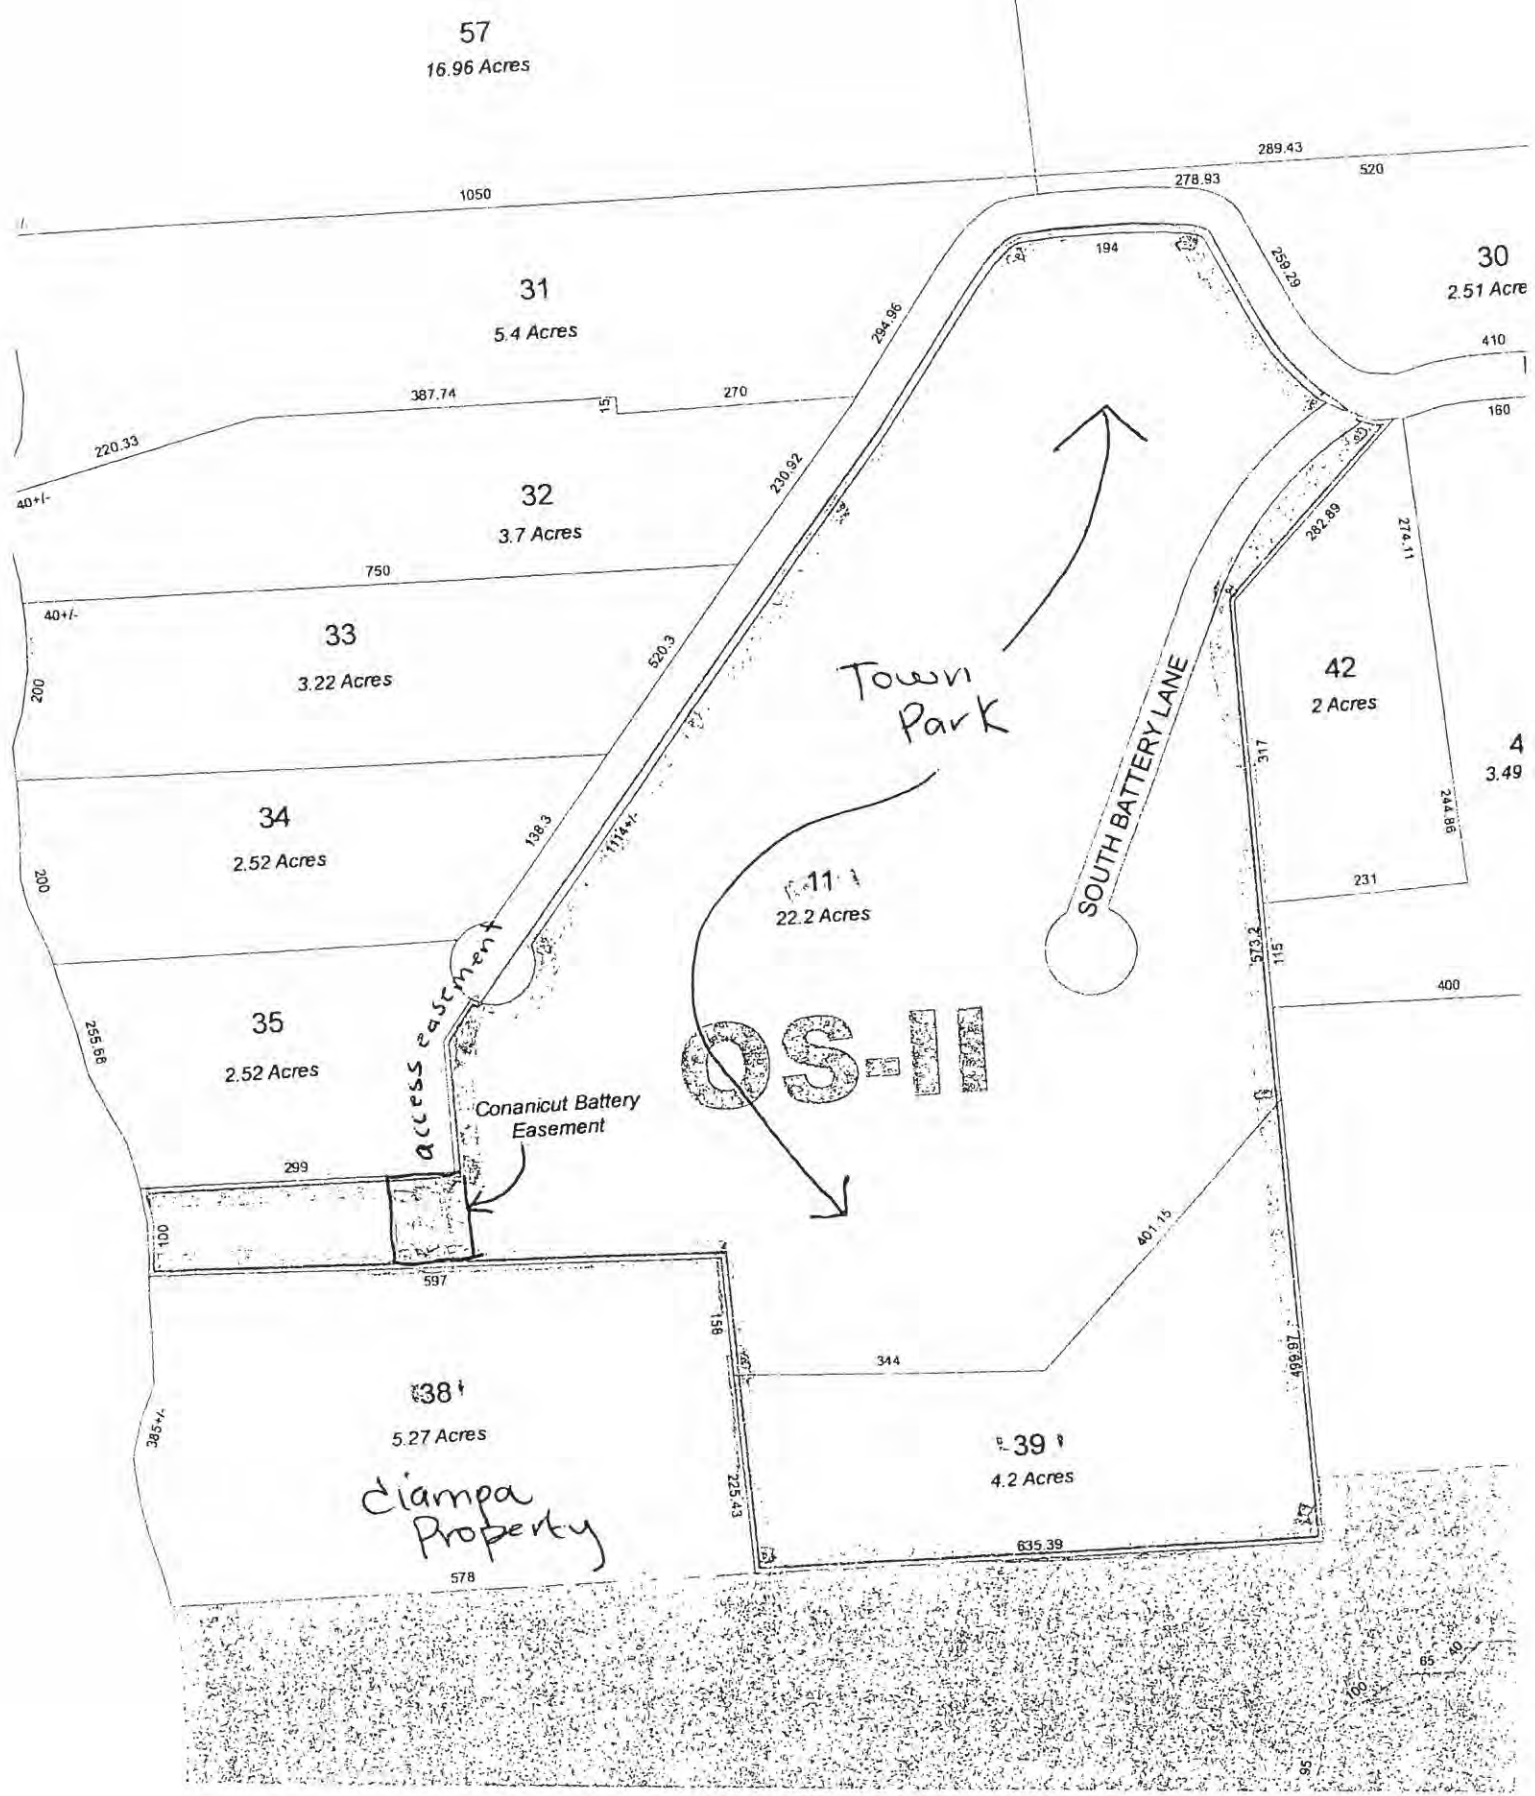 57
16.96 Acres
289.43
520
278.93
1050
194
259.29
30
2.51 Acre
31
5.4 Acres
294.96
410
387.74
15
270
160
220.33
40+/-
230.92
32
3.7 Acres
282.89
274.11
750
40+/-
33
3.22 Acres
200
520.3
Town
Park
42
2 Acres
SOUTH BATTERY LANE
317
4
3.49
34
2.52 Acres
138.3
1114+/-
244.86
200
11
22.2 Acres
231
573.2
115
400
access easement
35
2.52 Acres
255.68
OS-II
Conanicut Battery
Easement
299
100
401.15
597
158
344
499.97
38
5.27 Acres
385+/-
39
4.2 Acres
Ciampa
Property
225.43
635.39
578
65
40
100
95